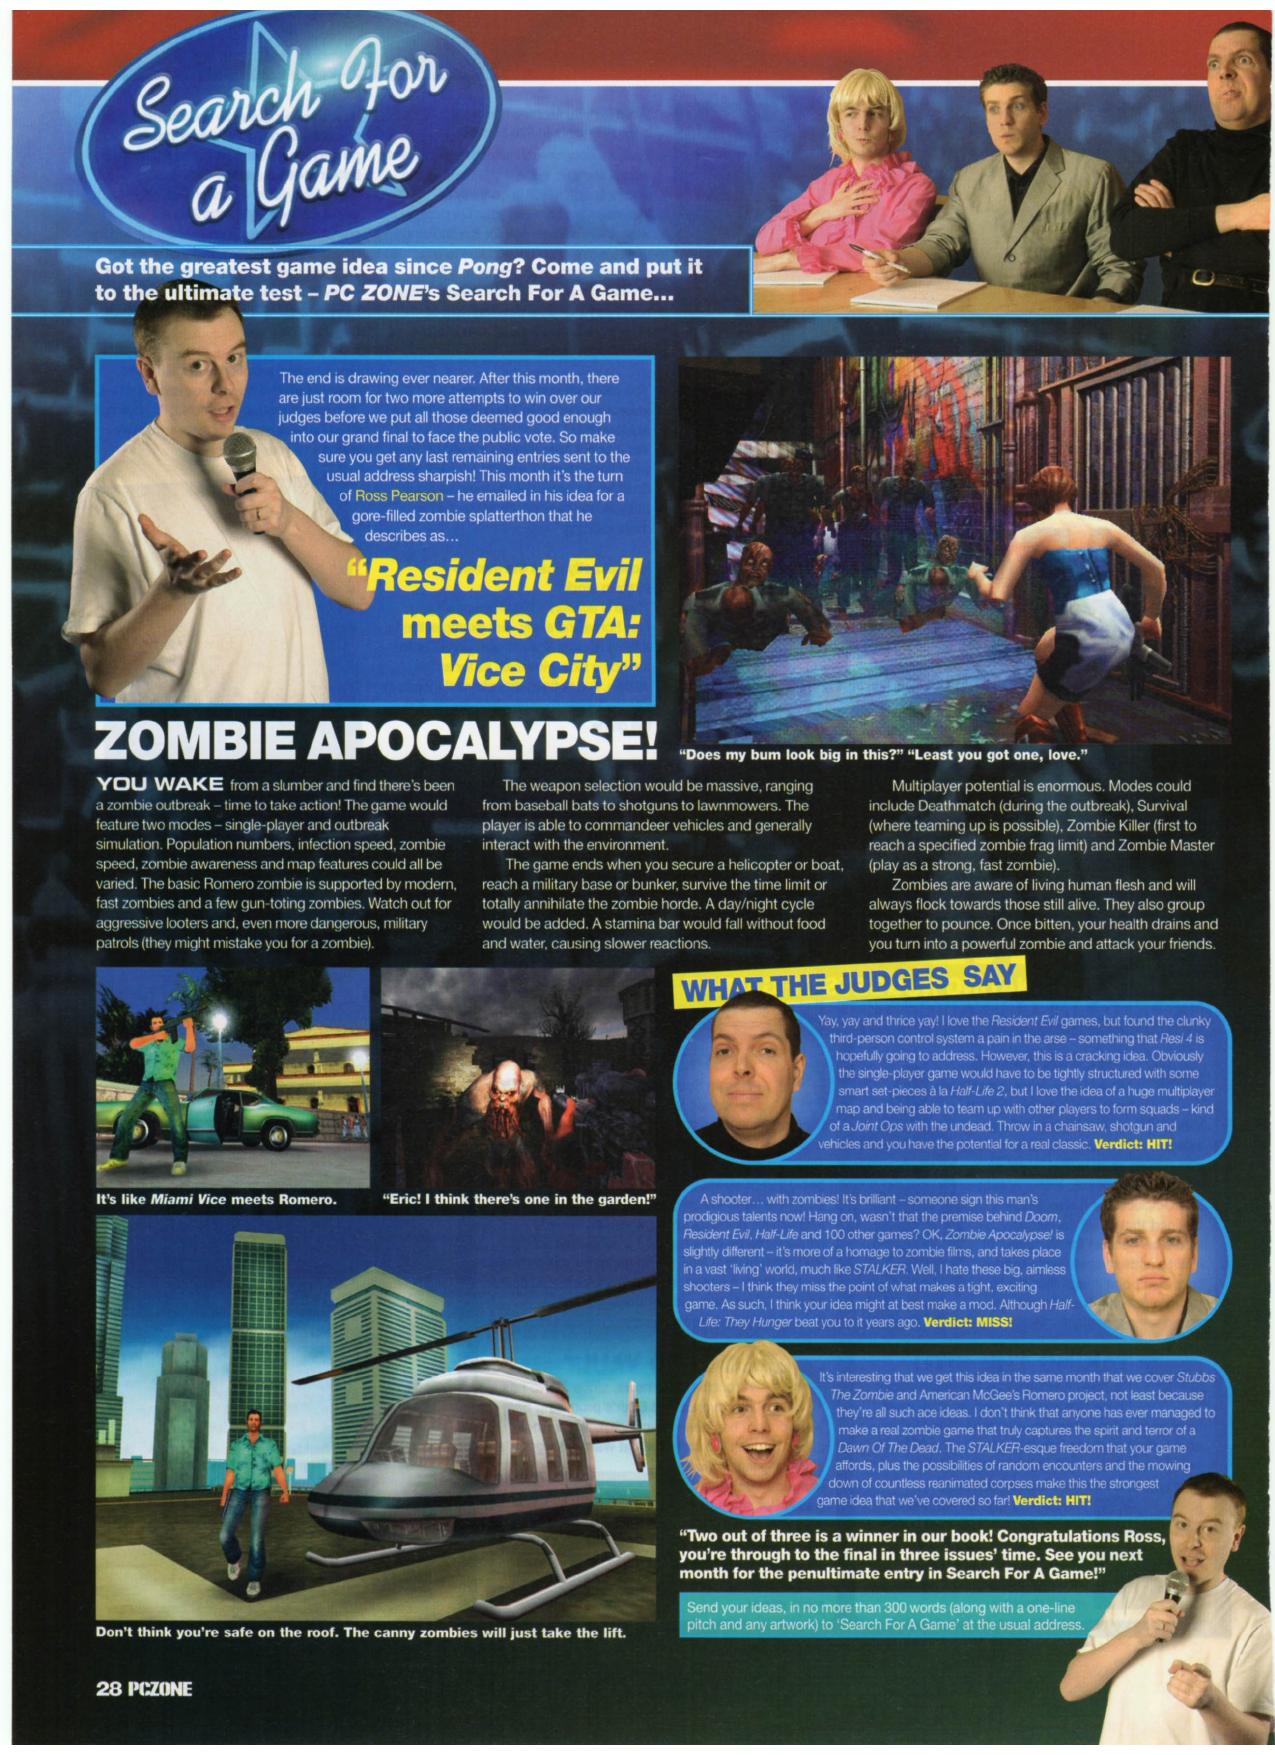 Search For
a Game
Got the greatest game idea since Pong? Come and put it
to the ultimate test – PC ZONE's Search For A Game...
The end is drawing ever nearer. After this month, there
are just room for two more attempts to win over our
judges before we put all those deemed good enough
into our grand final to face the public vote. So make
sure you get any last remaining entries sent to the
usual address sharpish! This month it's the turn
of Ross Pearson – he emailed in his idea for a
gore-filled zombie splatterthon that he
describes as...
"Resident Evil
meets GTA:
Vice City"
"Does my bum look big in this?" "Least you got one, love."
ZOMBIE APOCALYPSE!
YOU WAKE from a slumber and find there's been
a zombie outbreak – time to take action! The game would
feature two modes – single-player and outbreak
simulation. Population numbers, infection speed, zombie
speed, zombie awareness and map features could all be
varied. The basic Romero zombie is supported by modern,
fast zombies and a few gun-toting zombies. Watch out for
aggressive looters and, even more dangerous, military
patrols (they might mistake you for a zombie).
The weapon selection would be massive, ranging
from baseball bats to shotguns to lawnmowers. The
player is able to commandeer vehicles and generally
interact with the environment.
The game ends when you secure a helicopter or boat,
reach a military base or bunker, survive the time limit or
totally annihilate the zombie horde. A day/night cycle
would be added. A stamina bar would fall without food
and water, causing slower reactions.
Multiplayer potential is enormous. Modes could
include Deathmatch (during the outbreak), Survival
(where teaming up is possible), Zombie Killer (first to
reach a specified zombie frag limit) and Zombie Master
(play as a strong, fast zombie).
Zombies are aware of living human flesh and will
always flock towards those still alive. They also group
together to pounce. Once bitten, your health drains and
you turn into a powerful zombie and attack your friends.
It's like Miami Vice meets Romero.
"Eric! I think there's one in the garden!"
Don't think you're safe on the roof. The canny zombies will just take the lift.
WHAT THE JUDGES SAY
Yay, yay and thrice yay! I love the Resident Evil games, but found the clunky
third-person control system a pain in the arse – something that Resi 4 is
hopefully going to address. However, this is a cracking idea. Obviously
the single-player game would have to be tightly structured with some
smart set-pieces à la Half-Life 2, but I love the idea of a huge multiplayer
map and being able to team up with other players to form squads – kind
of a Joint Ops with the undead. Throw in a chainsaw, shotgun and
vehicles and you have the potential for a real classic. Verdict: HIT!
A shooter... with zombies! It's brilliant – someone sign this man's
prodigious talents now! Hang on, wasn't that the premise behind Doom,
Resident Evil, Half-Life and 100 other games? OK, Zombie Apocalypse! is
slightly different – it's more of a homage to zombie films, and takes place
in a vast 'living' world, much like STALKER. Well, I hate these big, aimless
shooters – I think they miss the point of what makes a tight, exciting
game. As such, I think your idea might at best make a mod. Although Half-
Life: They Hunger beat you to it years ago. Verdict: MISS!
It's interesting that we get this idea in the same month that we cover Stubbs
The Zombie and American McGee's Romero project, not least because
they're all such ace ideas. I don't think that anyone has ever managed to
make a real zombie game that truly captures the spirit and terror of a
Dawn Of The Dead. The STALKER-esque freedom that your game
affords, plus the possibilities of random encounters and the mowing
down of countless reanimated corpses make this the strongest
game idea that we've covered so far! Verdict: HIT!
"Two out of three is a winner in our book! Congratulations Ross,
you're through to the final in three issues' time. See you next
month for the penultimate entry in Search For A Game!"
Send your ideas, in no more than 300 words (along with a one-line
pitch and any artwork) to 'Search For A Game' at the usual address.
28 PCZONE